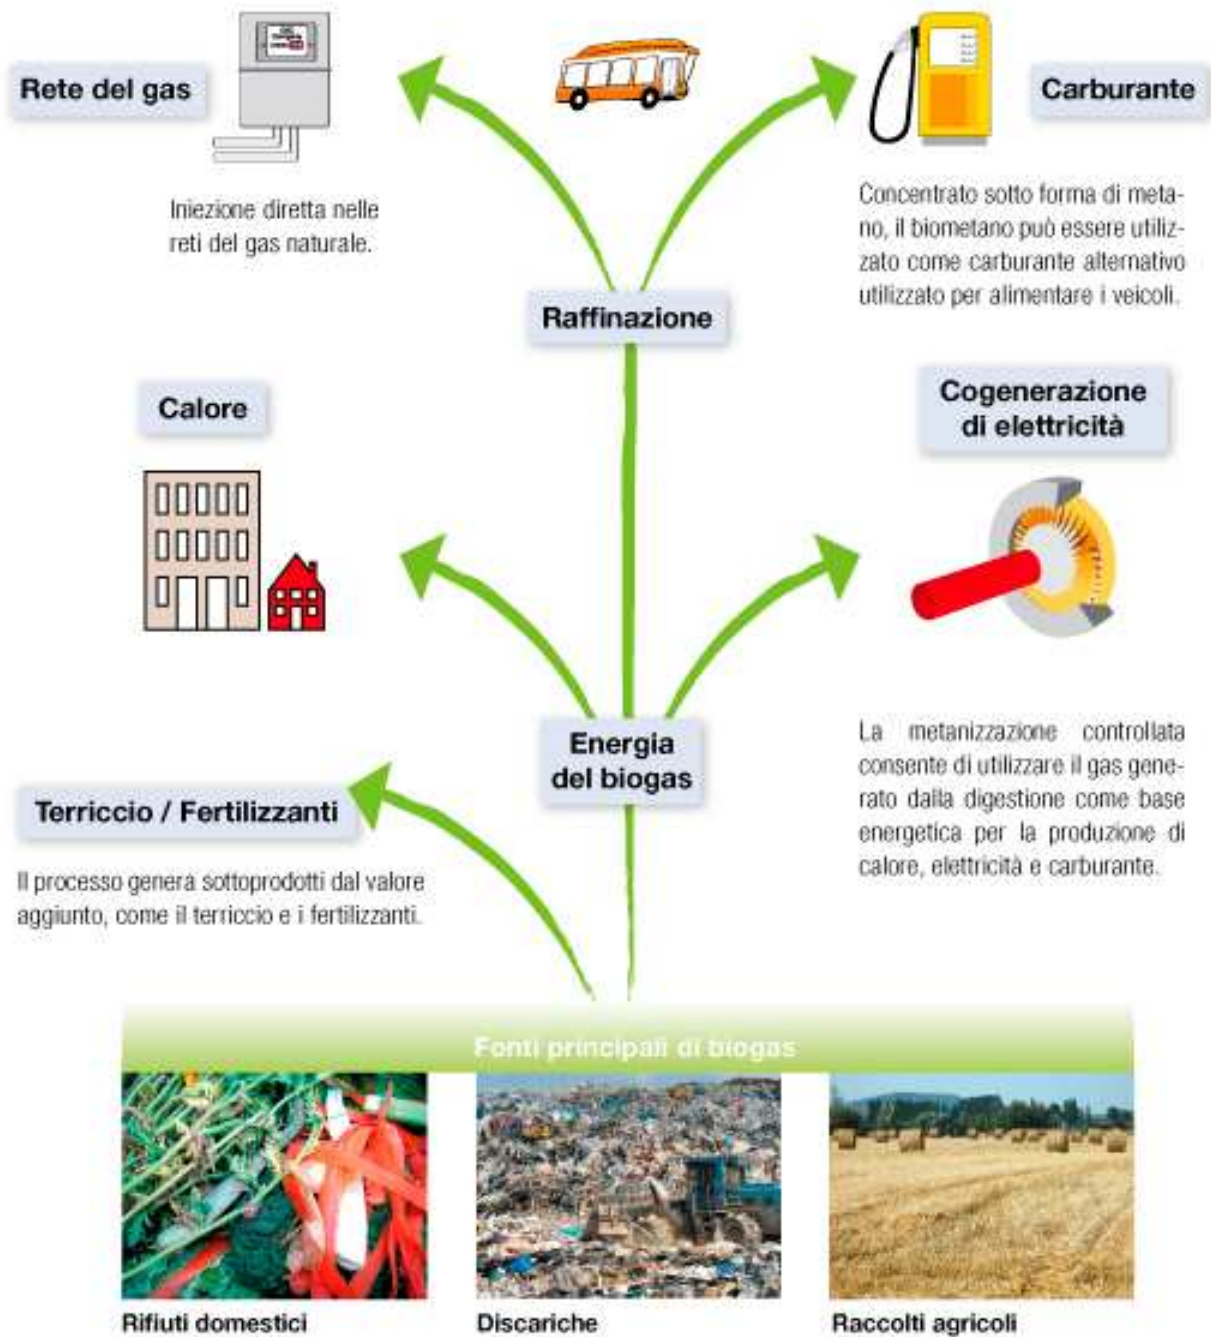 Rete del gas
Carburante
Iniezione diretta nelle
reti del gas naturale.
Concentrato sotto forma di meta-
no, il biometano può essere utiliz-
zato come carburante alternativo
utilizzato per alimentare i veicoli.
Raffinazione
Calore
Cogenerazione
di elettricità
Energia
del biogas
La metanizzazione controllata
consente di utilizzare il gas gene-
rato dalla digestione come base
energetica per la produzione di
calore, elettricità e carburante.
Terriccio / Fertilizzanti
Il processo genera sottoprodotti dal valore
aggiunto, come il terriccio e i fertilizzanti.
Fonti principali di biogas
Rifiuti domestici
Discariche
Raccolti agricoli